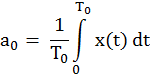 a₀ = 1/T₀ ∫₀^T₀ x(t) dt